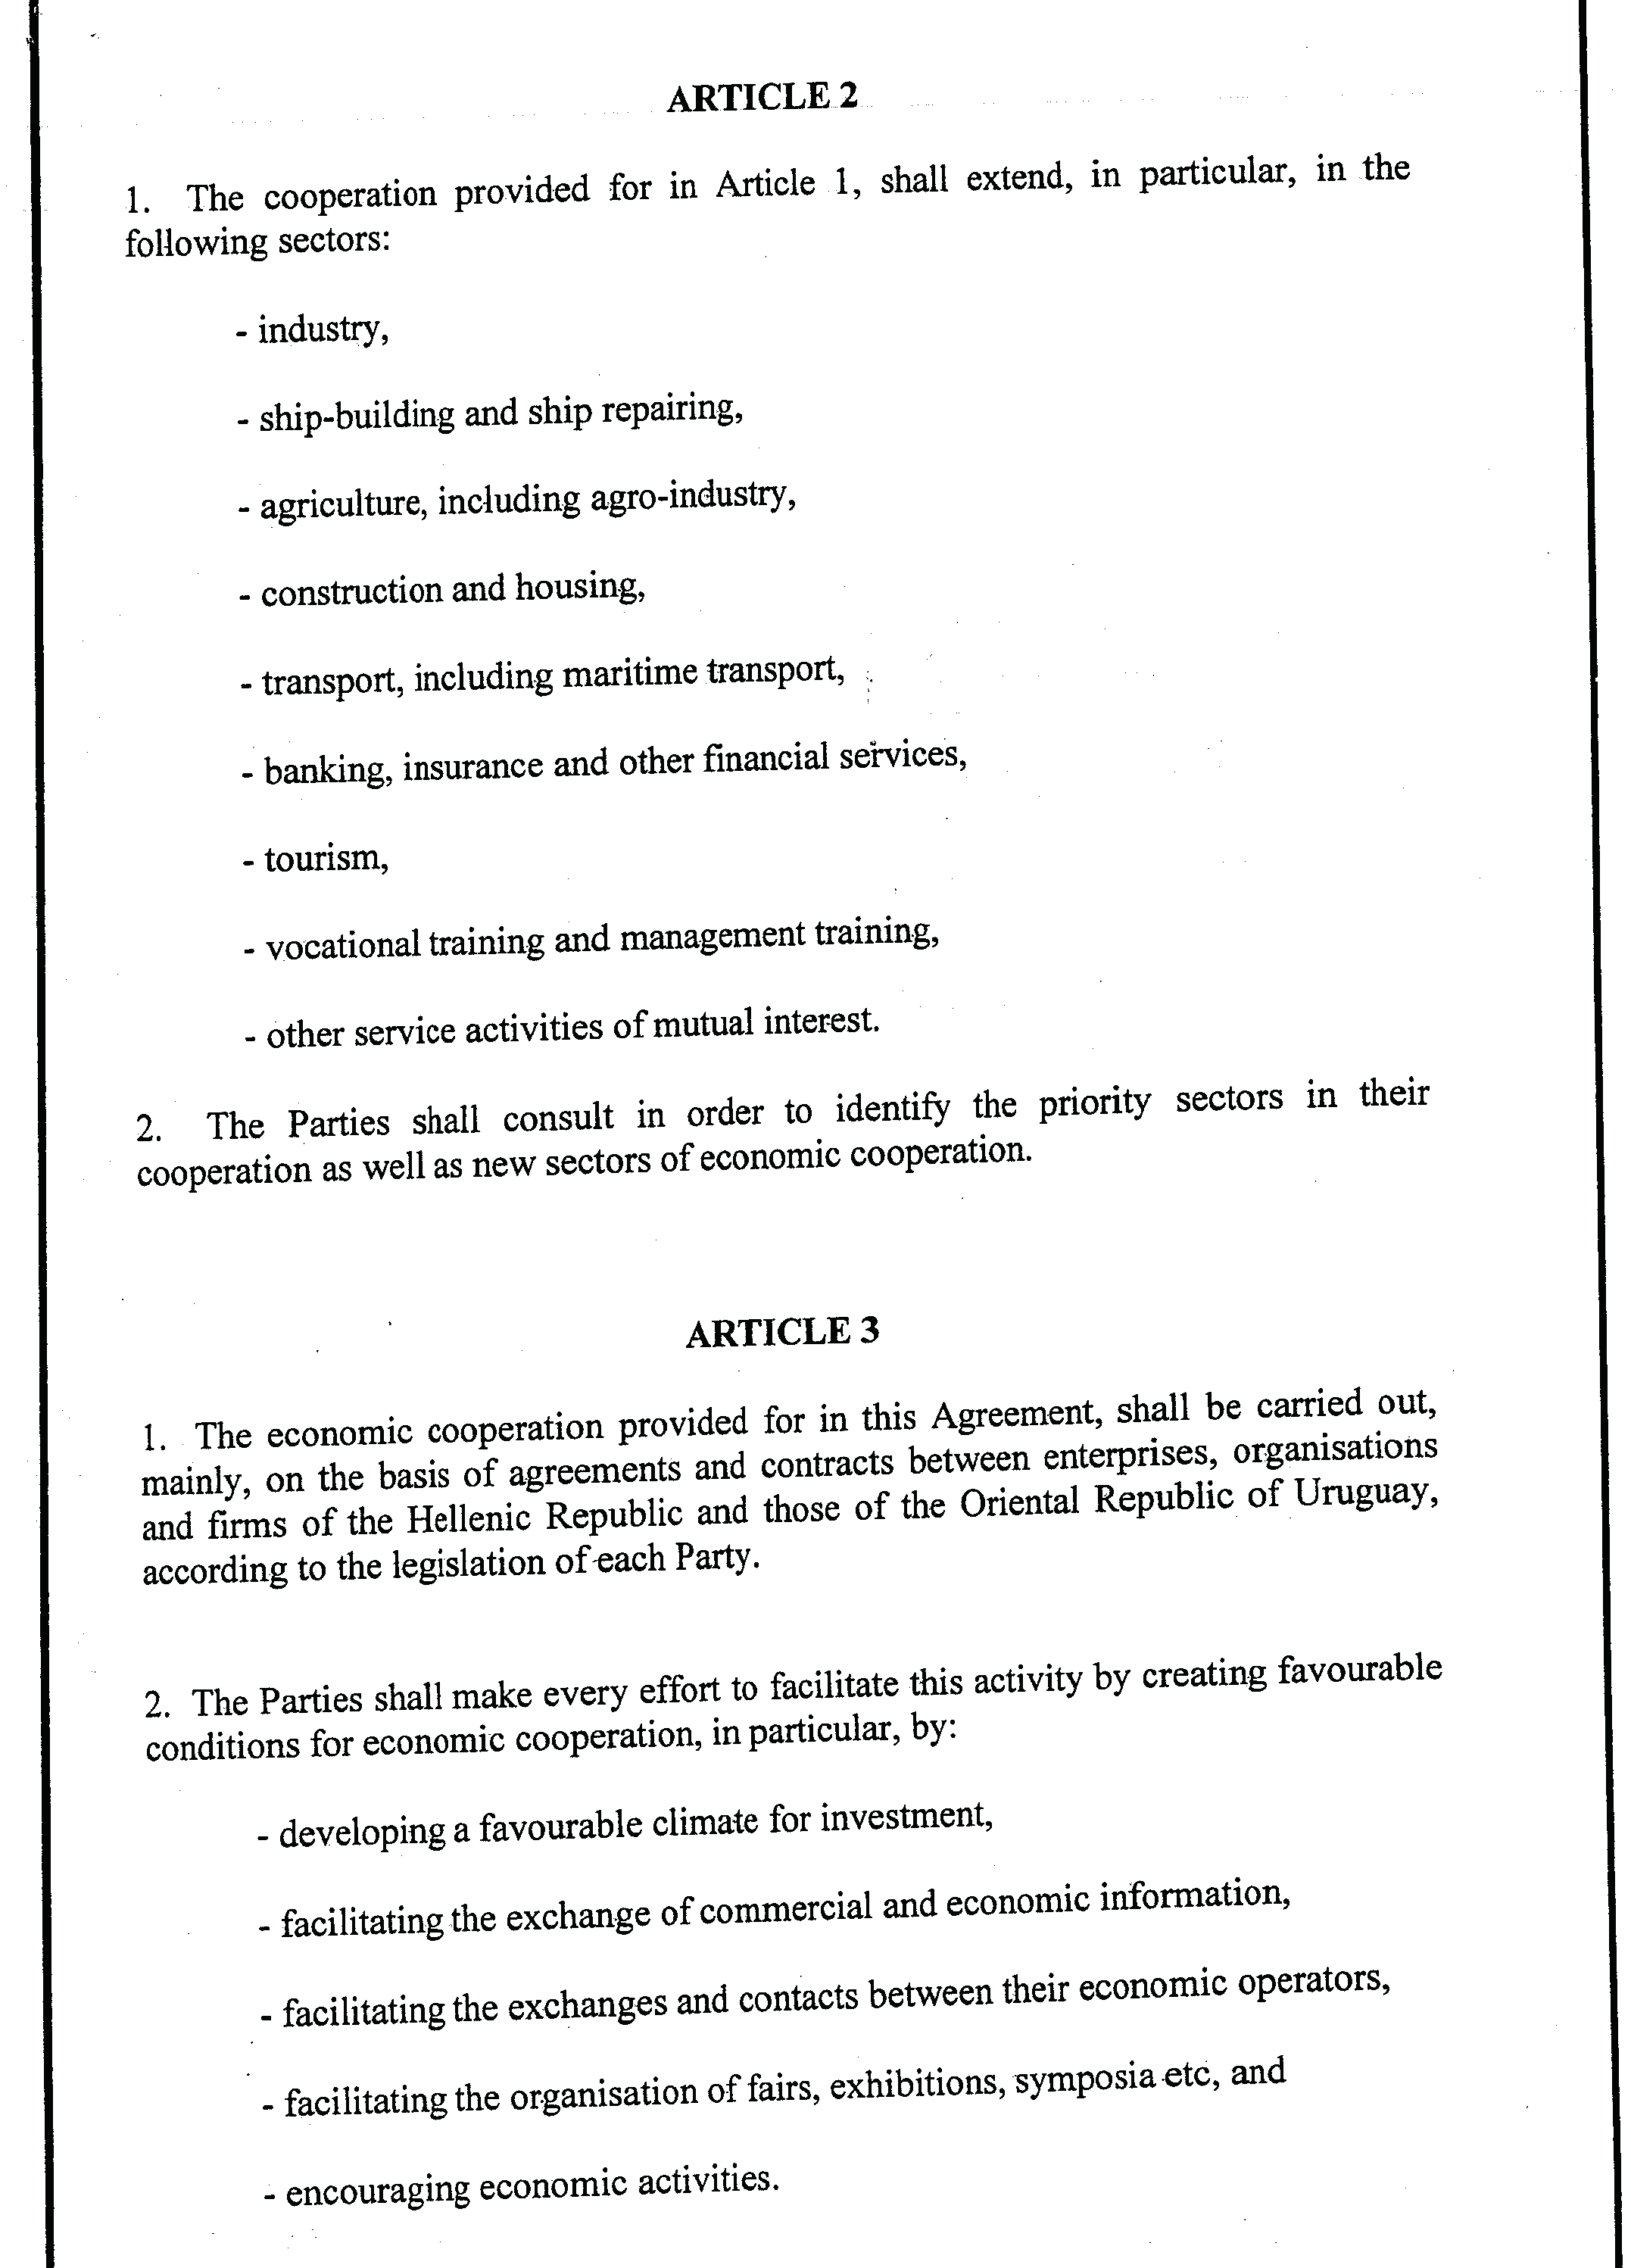 ARTICLE 2
1. The cooperation provided for in Article 1, shall extend, in particular, in the
following sectors:
- industry,
- ship-building and ship repairing,
- agriculture, including agro-industry,
- construction and housing,
- transport, including maritime transport,
- banking, insurance and other financial services,
- tourism,
- vocational training and management training,
- other service activities of mutual interest.
2. The Parties shall consult in order to identify the priority sectors in their
cooperation as well as new sectors of economic cooperation.
ARTICLE 3
1. The economic cooperation provided for in this Agreement, shall be carried out,
mainly, on the basis of agreements and contracts between enterprises, organisations
and firms of the Hellenic Republic and those of the Oriental Republic of Uruguay,
according to the legislation of each Party.
2. The Parties shall make every effort to facilitate this activity by creating favourable
conditions for economic cooperation, in particular, by:
- developing a favourable climate for investment,
- facilitating the exchange of commercial and economic information,
- facilitating the exchanges and contacts between their economic operators,
- facilitating the organisation of fairs, exhibitions, symposia etc, and
- encouraging economic activities.